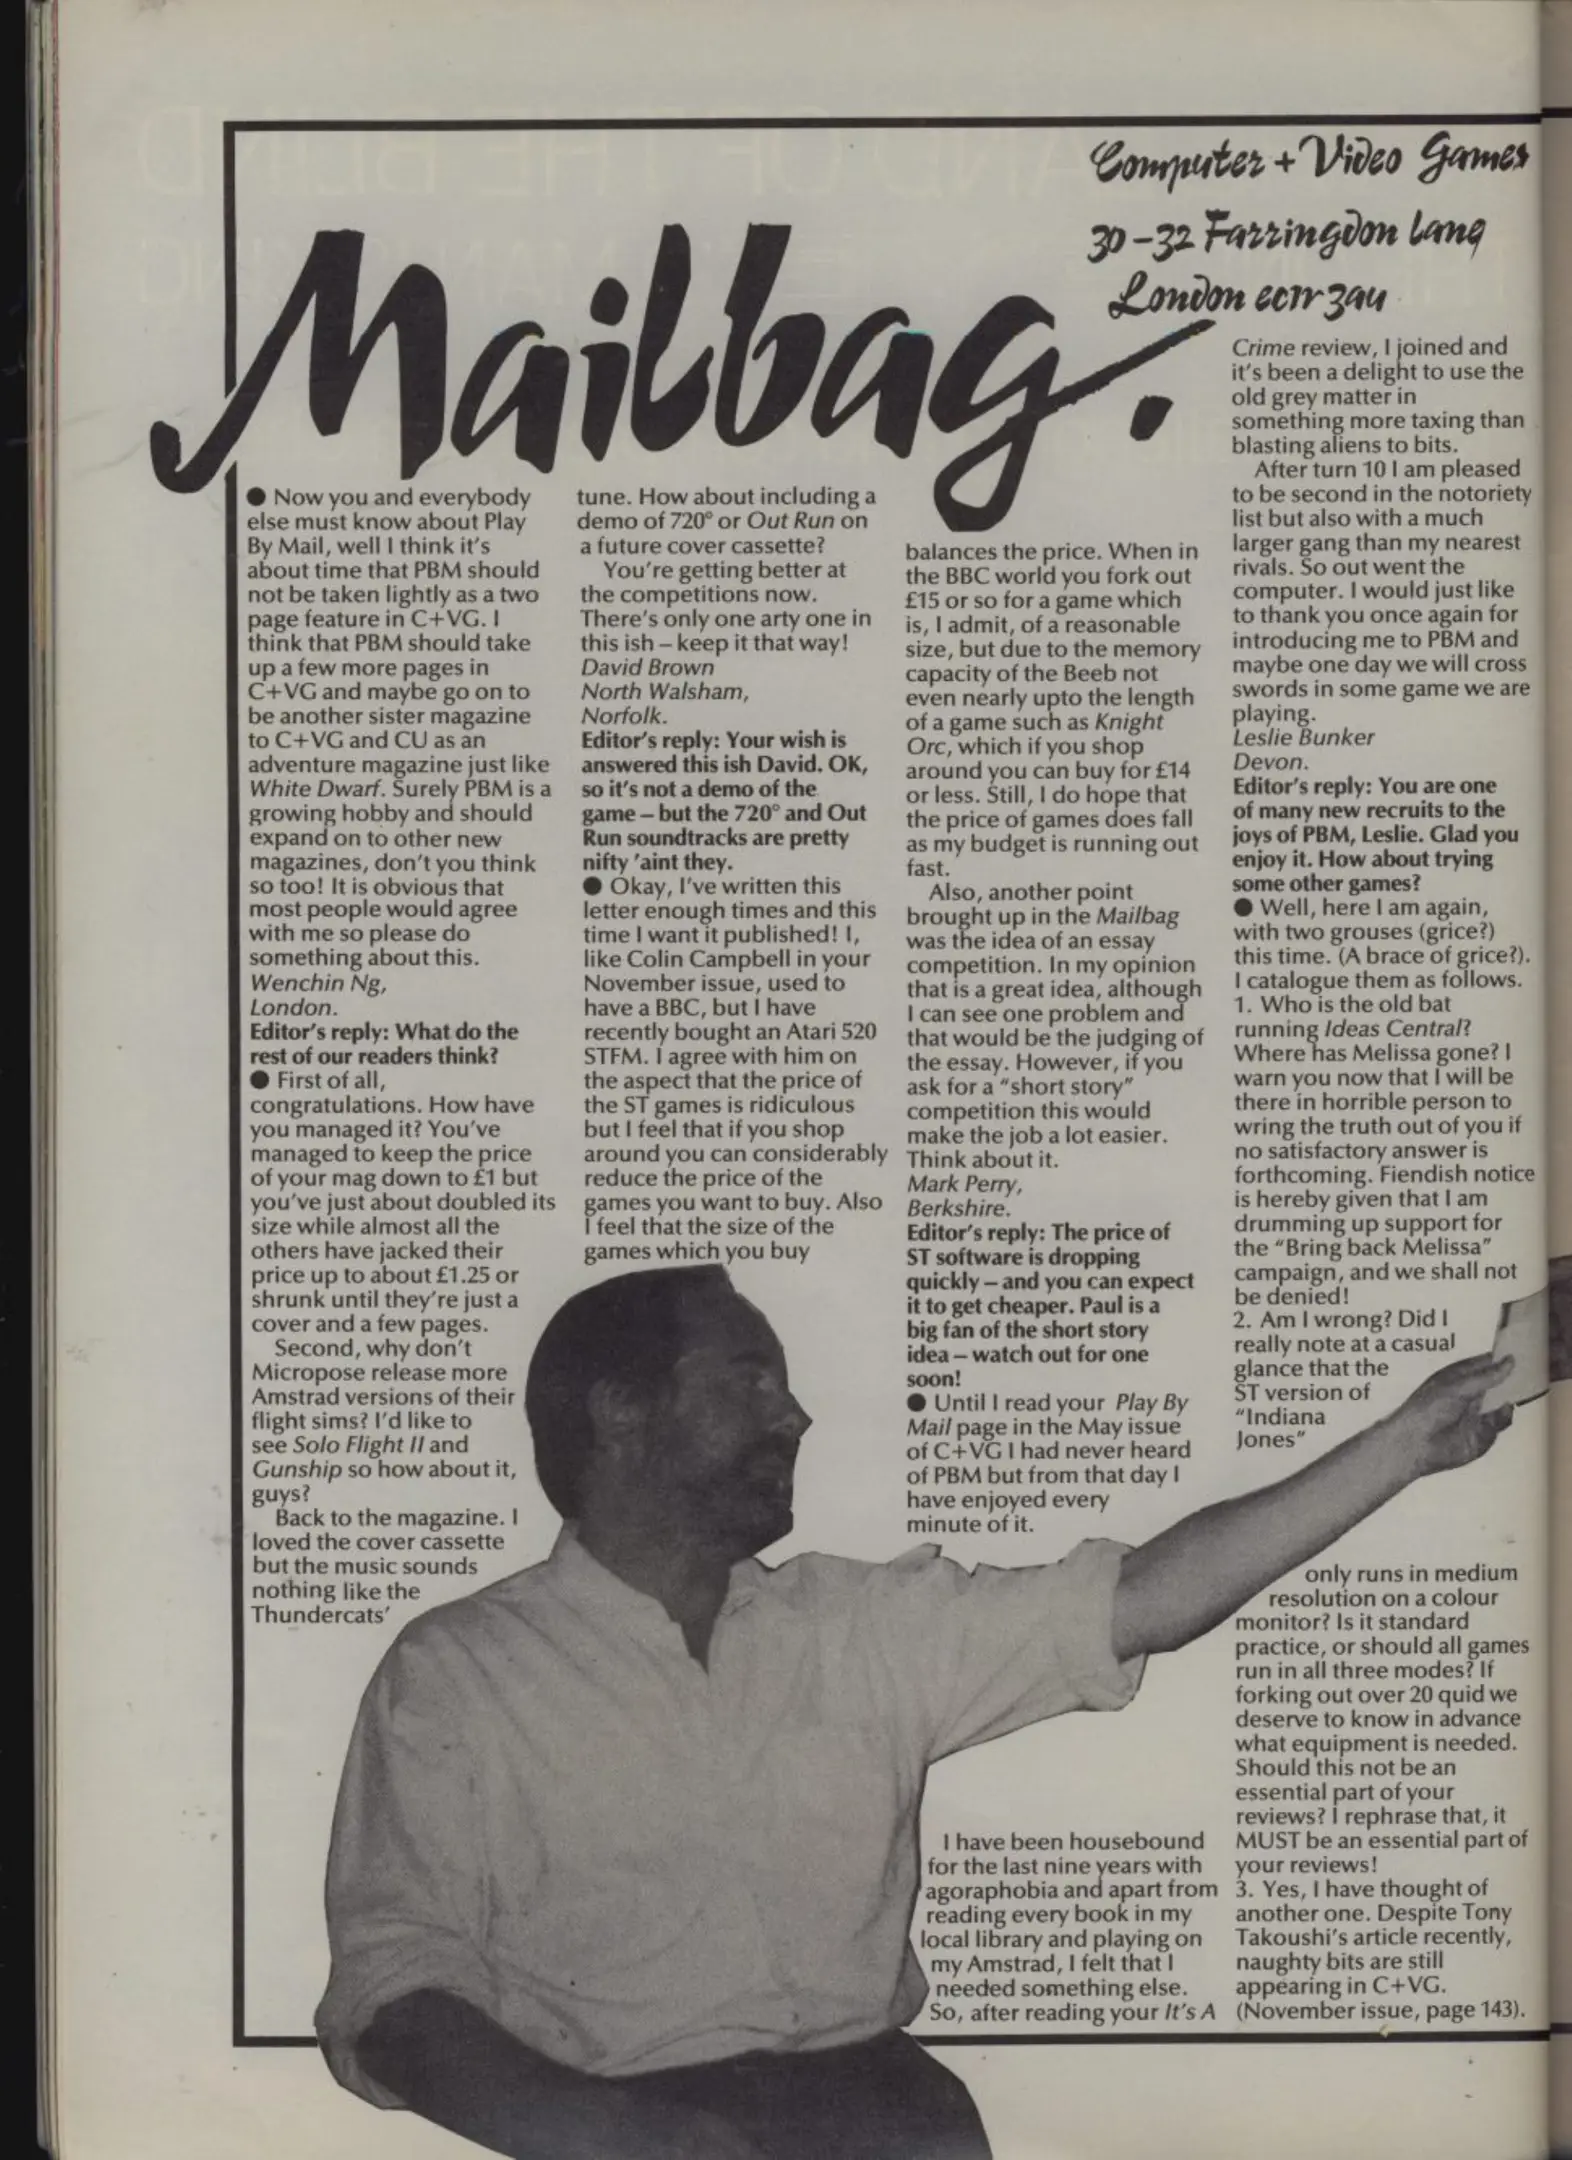 Computer + Video Games
30-32 Farringdon Lane
London EC1R 3AU
Mailbag.
● Now you and everybody
else must know about Play
By Mail, well I think it's
about time that PBM should
not be taken lightly as a two
page feature in C+VG. I
think that PBM should take
up a few more pages in
C+VG and maybe go on to
be another sister magazine
to C+VG and CU as an
adventure magazine just like
White Dwarf. Surely PBM is a
growing hobby and should
expand on to other new
magazines, don't you think
so too! It is obvious that
most people would agree
with me so please do
something about this.
Wenchin Ng,
London.
Editor's reply: What do the
rest of our readers think?
● First of all,
congratulations. How have
you managed it? You've
managed to keep the price
of your mag down to £1 but
you've just about doubled its
size while almost all the
others have jacked their
price up to about £1.25 or
shrunk until they're just a
cover and a few pages.
Second, why don't
Micropose release more
Amstrad versions of their
flight sims? I'd like to
see Solo Flight II and
Gunship so how about it,
guys?
Back to the magazine. I
loved the cover cassette
but the music sounds
nothing like the
Thundercats'
tune. How about including a
demo of 720° or Out Run on
a future cover cassette?
You're getting better at
the competitions now.
There's only one arty one in
this ish – keep it that way!
David Brown
North Walsham,
Norfolk.
Editor's reply: Your wish is
answered this ish David. OK,
so it's not a demo of the
game – but the 720° and Out
Run soundtracks are pretty
nifty 'aint they.
● Okay, I've written this
letter enough times and this
time I want it published! I,
like Colin Campbell in your
November issue, used to
have a BBC, but I have
recently bought an Atari 520
STFM. I agree with him on
the aspect that the price of
the ST games is ridiculous
but I feel that if you shop
around you can considerably
reduce the price of the
games you want to buy. Also
I feel that the size of the
games which you buy
balances the price. When in
the BBC world you fork out
£15 or so for a game which
is, I admit, of a reasonable
size, but due to the memory
capacity of the Beeb not
even nearly upto the length
of a game such as Knight
Orc, which if you shop
around you can buy for £14
or less. Still, I do hope that
the price of games does fall
as my budget is running out
fast.
Also, another point
brought up in the Mailbag
was the idea of an essay
competition. In my opinion
that is a great idea, although
I can see one problem and
that would be the judging of
the essay. However, if you
ask for a "short story"
competition this would
make the job a lot easier.
Think about it.
Mark Perry,
Berkshire.
Editor's reply: The price of
ST software is dropping
quickly – and you can expect
it to get cheaper. Paul is a
big fan of the short story
idea – watch out for one
soon!
● Until I read your Play By
Mail page in the May issue
of C+VG I had never heard
of PBM but from that day I
have enjoyed every
minute of it.
I have been housebound
for the last nine years with
agoraphobia and apart from
reading every book in my
local library and playing on
my Amstrad, I felt that I
needed something else.
So, after reading your It's A
Crime review, I joined and
it's been a delight to use the
old grey matter in
something more taxing than
blasting aliens to bits.
After turn 10 I am pleased
to be second in the notoriety
list but also with a much
larger gang than my nearest
rivals. So out went the
computer. I would just like
to thank you once again for
introducing me to PBM and
maybe one day we will cross
swords in some game we are
playing.
Leslie Bunker
Devon.
Editor's reply: You are one
of many new recruits to the
joys of PBM, Leslie. Glad you
enjoy it. How about trying
some other games?
● Well, here I am again,
with two grouses (grice?)
this time. (A brace of grice?).
I catalogue them as follows.
1. Who is the old bat
running Ideas Central?
Where has Melissa gone? I
warn you now that I will be
there in horrible person to
wring the truth out of you if
no satisfactory answer is
forthcoming. Fiendish notice
is hereby given that I am
drumming up support for
the "Bring back Melissa"
campaign, and we shall not
be denied!
2. Am I wrong? Did I
really note at a casual
glance that the
ST version of
"Indiana
Jones"
only runs in medium
resolution on a colour
monitor? Is it standard
practice, or should all games
run in all three modes? If
forking out over 20 quid we
deserve to know in advance
what equipment is needed.
Should this not be an
essential part of your
reviews? I rephrase that, it
MUST be an essential part of
your reviews!
3. Yes, I have thought of
another one. Despite Tony
Takoushi's article recently,
naughty bits are still
appearing in C+VG.
(November issue, page 143).